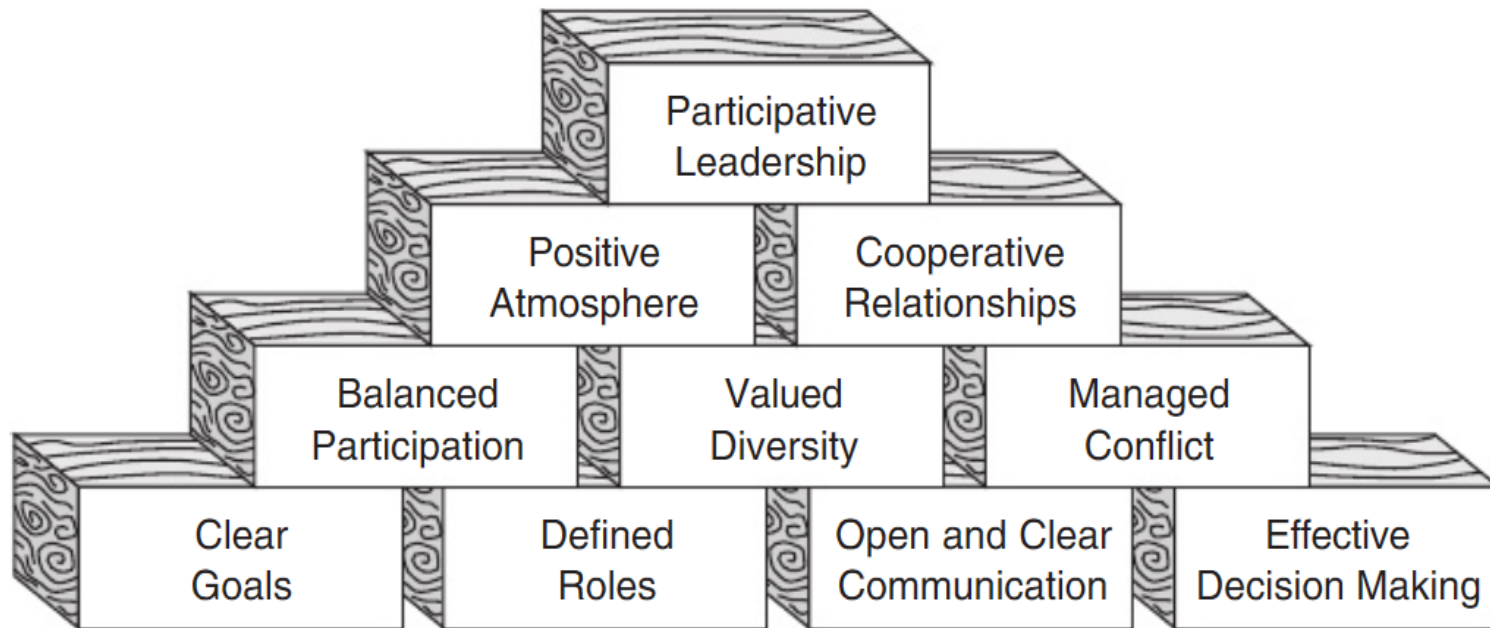 Participative
Leadership
Positive
Atmosphere
Cooperative
Relationships
Balanced
Participation
Valued
Diversity
Managed
Conflict
Clear
Goals
Defined
Roles
Open and Clear
Communication
Effective
Decision Making